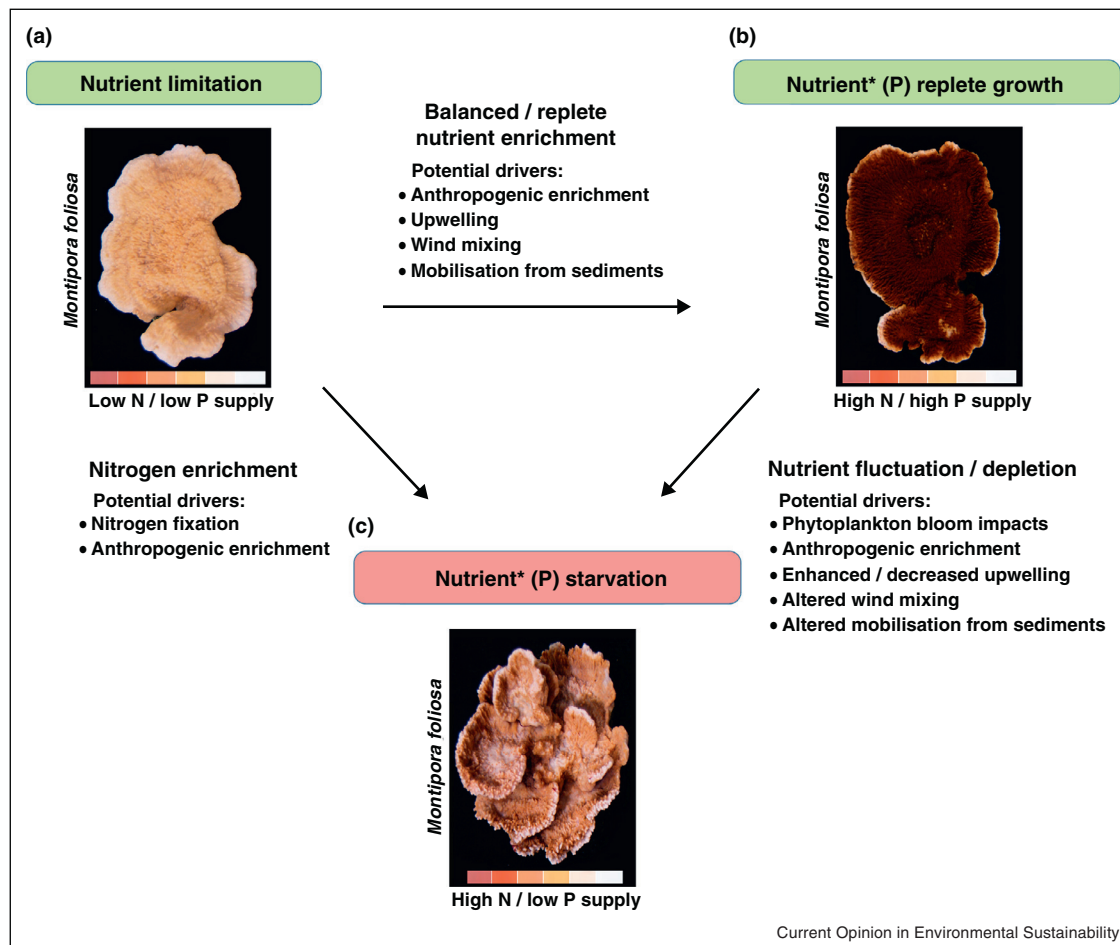 (a)
Nutrient limitation
Montipora foliosa
Low N / low P supply
Balanced / replete
nutrient enrichment
Potential drivers:
• Anthropogenic enrichment
• Upwelling
• Wind mixing
• Mobilisation from sediments
(b)
Nutrient* (P) replete growth
Montipora foliosa
High N / high P supply
Nitrogen enrichment
Potential drivers:
• Nitrogen fixation
• Anthropogenic enrichment
Nutrient fluctuation / depletion
Potential drivers:
• Phytoplankton bloom impacts
• Anthropogenic enrichment
• Enhanced / decreased upwelling
• Altered wind mixing
• Altered mobilisation from sediments
(c)
Nutrient* (P) starvation
Montipora foliosa
High N / low P supply
Current Opinion in Environmental Sustainability